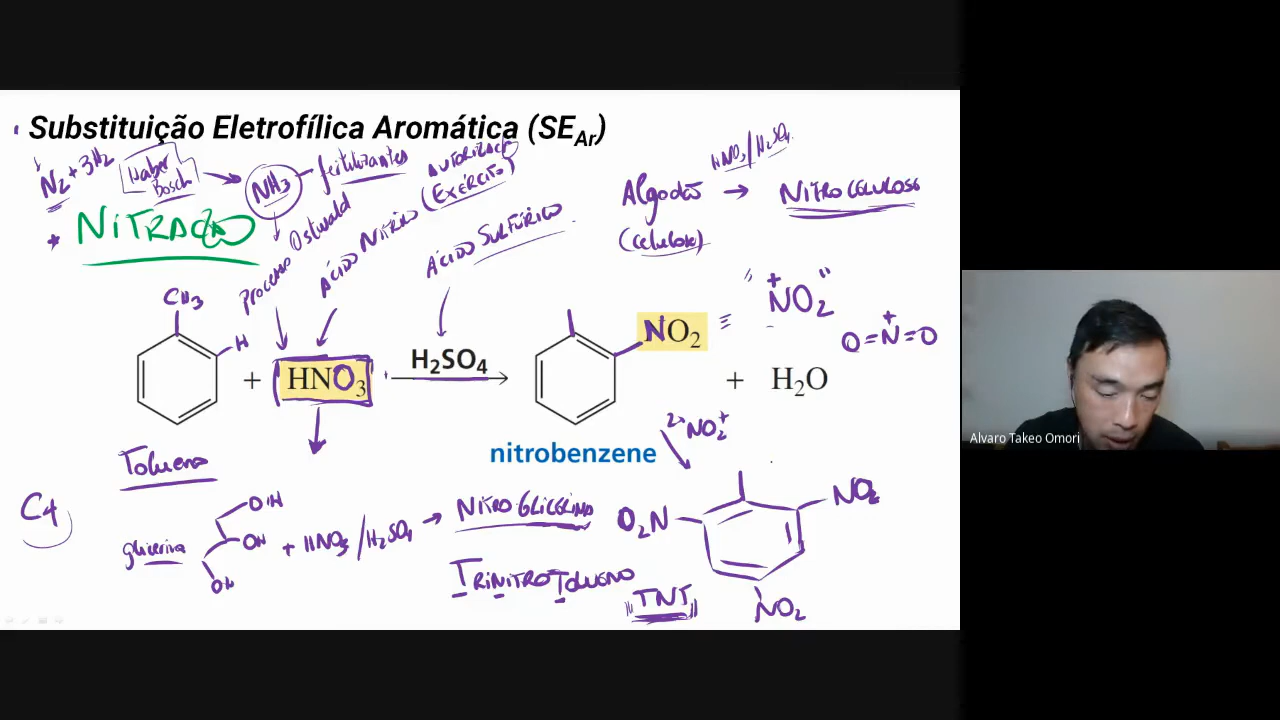 Substituição Eletrofílica Aromática (SEAr)
N2 + 3H2
Haber
Bosch
NH3
fertilizantes
AUTORIZAÇÃO
(EXÉRCITO)
* NITRAÇÃO
processo Ostwald
ÁCIDO NÍTRICO
ÁCIDO SULFÚRICO
Algodão → NITROCELULOSE
HNO3/H2SO4
(celulose)
"+NO2"
O=N+=O
CH3
H
+ HNO3
H2SO4
NO2
+ H2O
nitrobenzene
Tolueno
2x NO2+
C4
glicerina
OH
OH
OH
+ HNO3/H2SO4 → NITROGLICERINA
O2N
NO2
NO2
TRINITROTOLUENO
"TNT"
Alvaro Takeo Omori